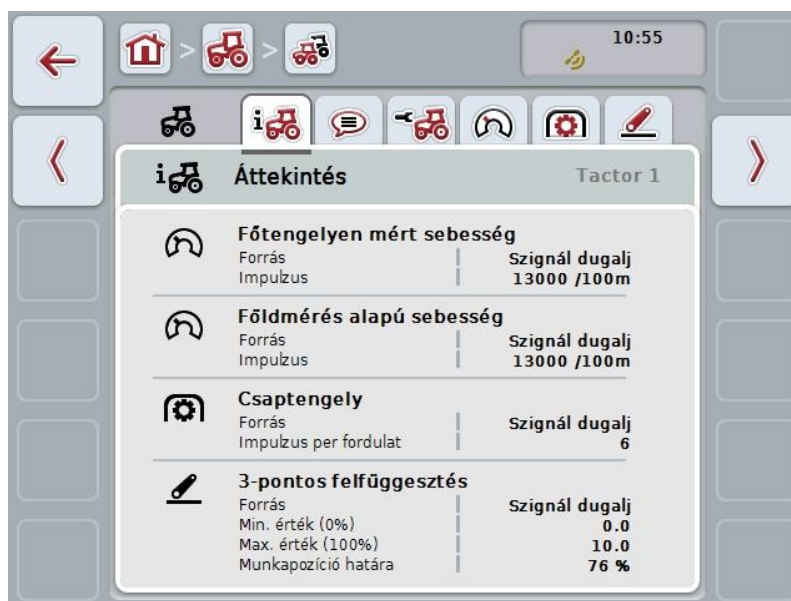 10:55
Áttekintés Tactor 1
Főtengelyen mért sebesség
Forrás Szignál dugalj
Impulzus 13000 /100m
Főldmérés alapú sebesség
Forrás Szignál dugalj
Impulzus 13000 /100m
Csaptengely
Forrás Szignál dugalj
Impulzus per fordulat 6
3-pontos felfűggesztés
Forrás Szignál dugalj
Min. érték (0%) 0.0
Max. érték (100%) 10.0
Munkapozíció határa 76 %